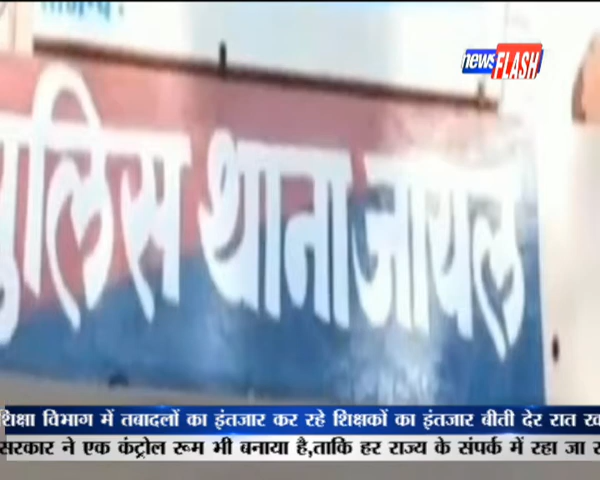 news
FLASH
पुलिस थाना जायल
शिक्षा विभाग में तबादलों का इंतजार कर रहे शिक्षकों का इंतजार बीती देर रात
सरकार ने एक कंट्रोल रूम भी बनाया है,ताकि हर राज्य के संपर्क में रहा जा